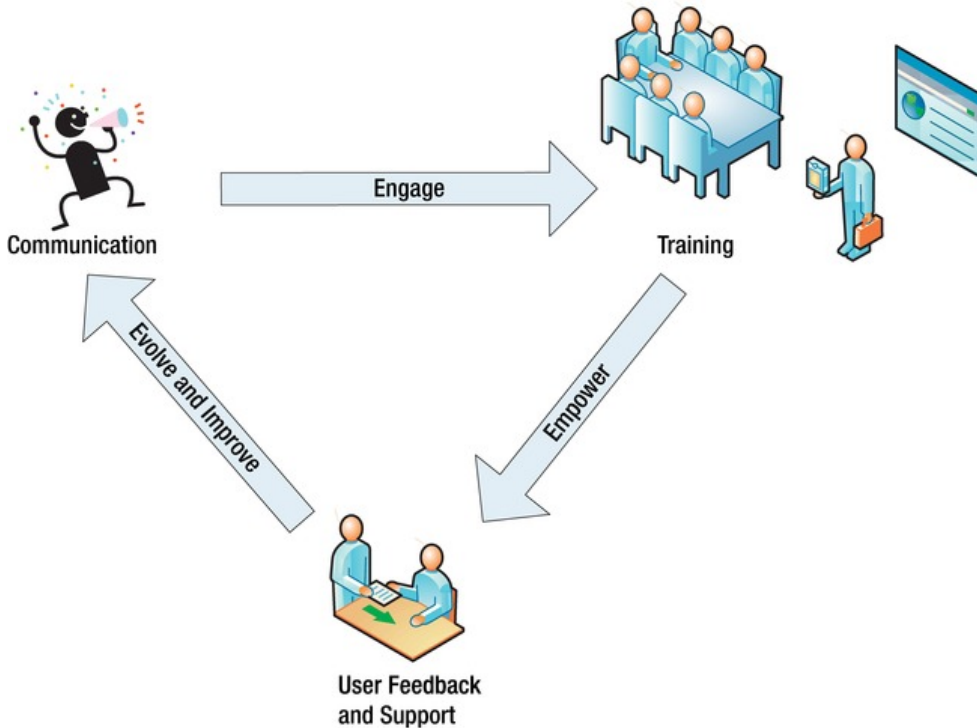 Engage
Communication
Training
Evolve and Improve
Empower
User Feedback
and Support